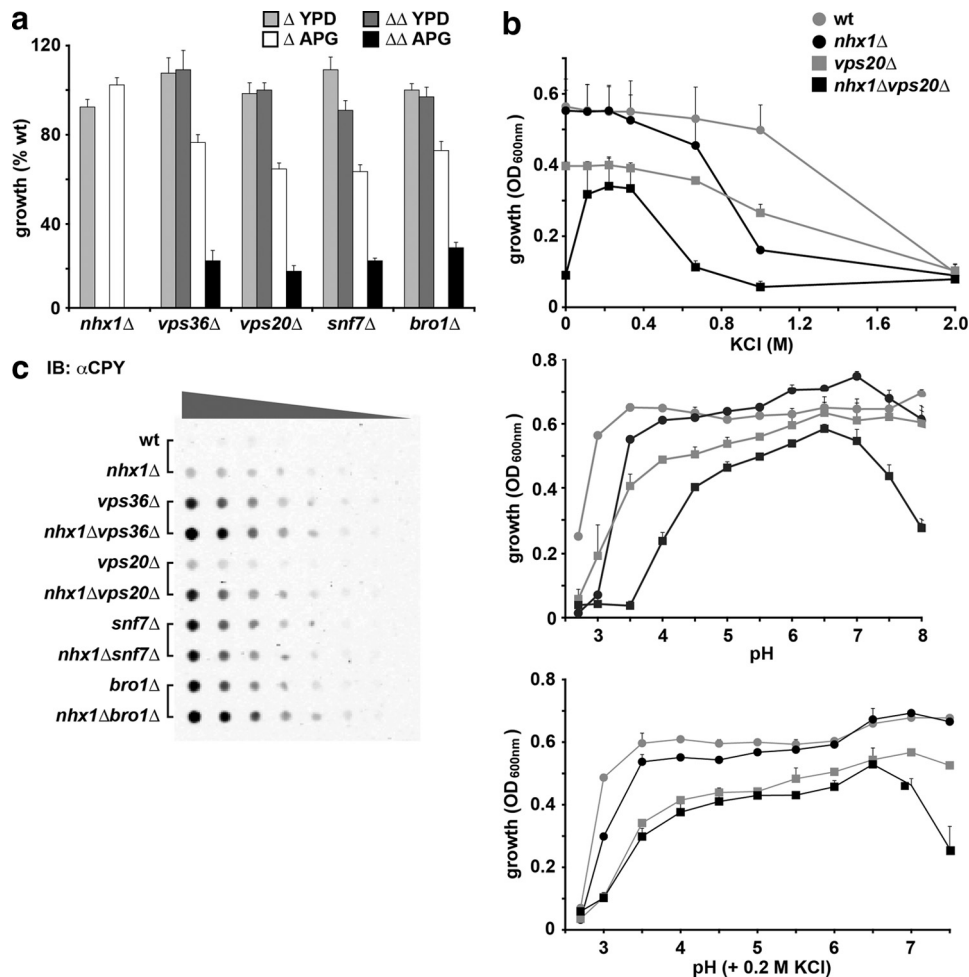 a
Δ YPD ΔΔ YPD
Δ APG ΔΔ APG
growth (% wt)
120
80
40
0
nhx1Δ vps36Δ vps20Δ snf7Δ bro1Δ
b
wt
nhx1Δ
vps20Δ
nhx1Δvps20Δ
growth (OD600nm)
0.6
0.4
0.2
0
0 0.4 0.8 1.2 1.6 2.0
KCl (M)
c IB: αCPY
wt
nhx1Δ
vps36Δ
nhx1Δvps36Δ
vps20Δ
nhx1Δvps20Δ
snf7Δ
nhx1Δsnf7Δ
bro1Δ
nhx1Δbro1Δ
growth (OD600nm)
0.8
0.6
0.4
0.2
0
3 4 5 6 7 8
pH
growth (OD600nm)
0.8
0.6
0.4
0.2
0
3 4 5 6 7
pH (+ 0.2 M KCl)